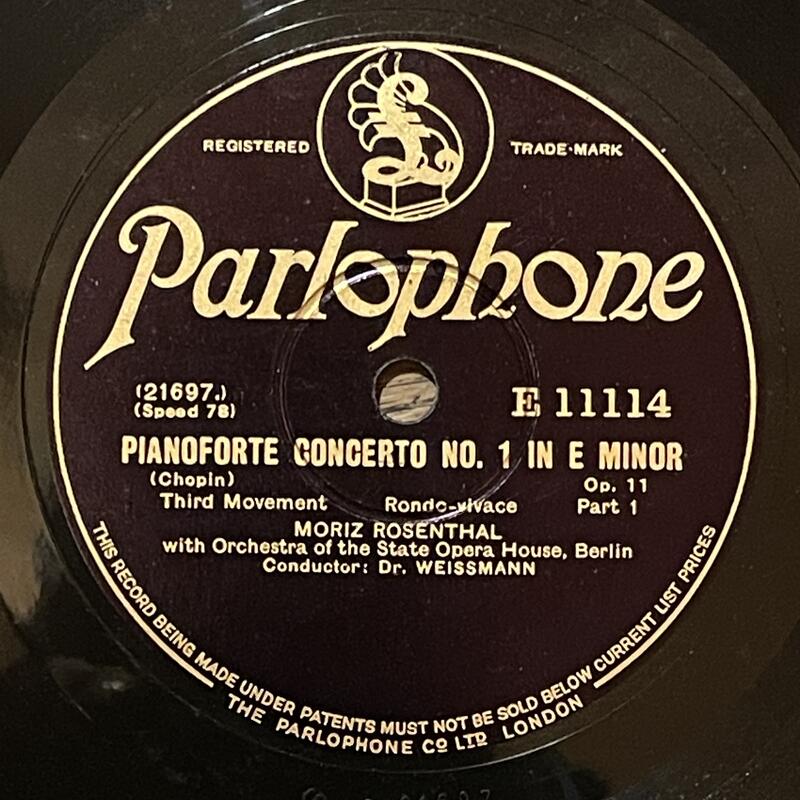 REGISTERED TRADE-MARK
Parlophone
(21697.)
(Speed 78)
E 11114
PIANOFORTE CONCERTO NO. 1 IN E MINOR
(Chopin) Op. 11
Third Movement Rondo-vivace Part 1
MORIZ ROSENTHAL
with Orchestra of the State Opera House, Berlin
Conductor: Dr. WEISSMANN
THIS RECORD BEING MADE UNDER PATENTS MUST NOT BE SOLD BELOW CURRENT LIST PRICES
THE PARLOPHONE Co LTD LONDON